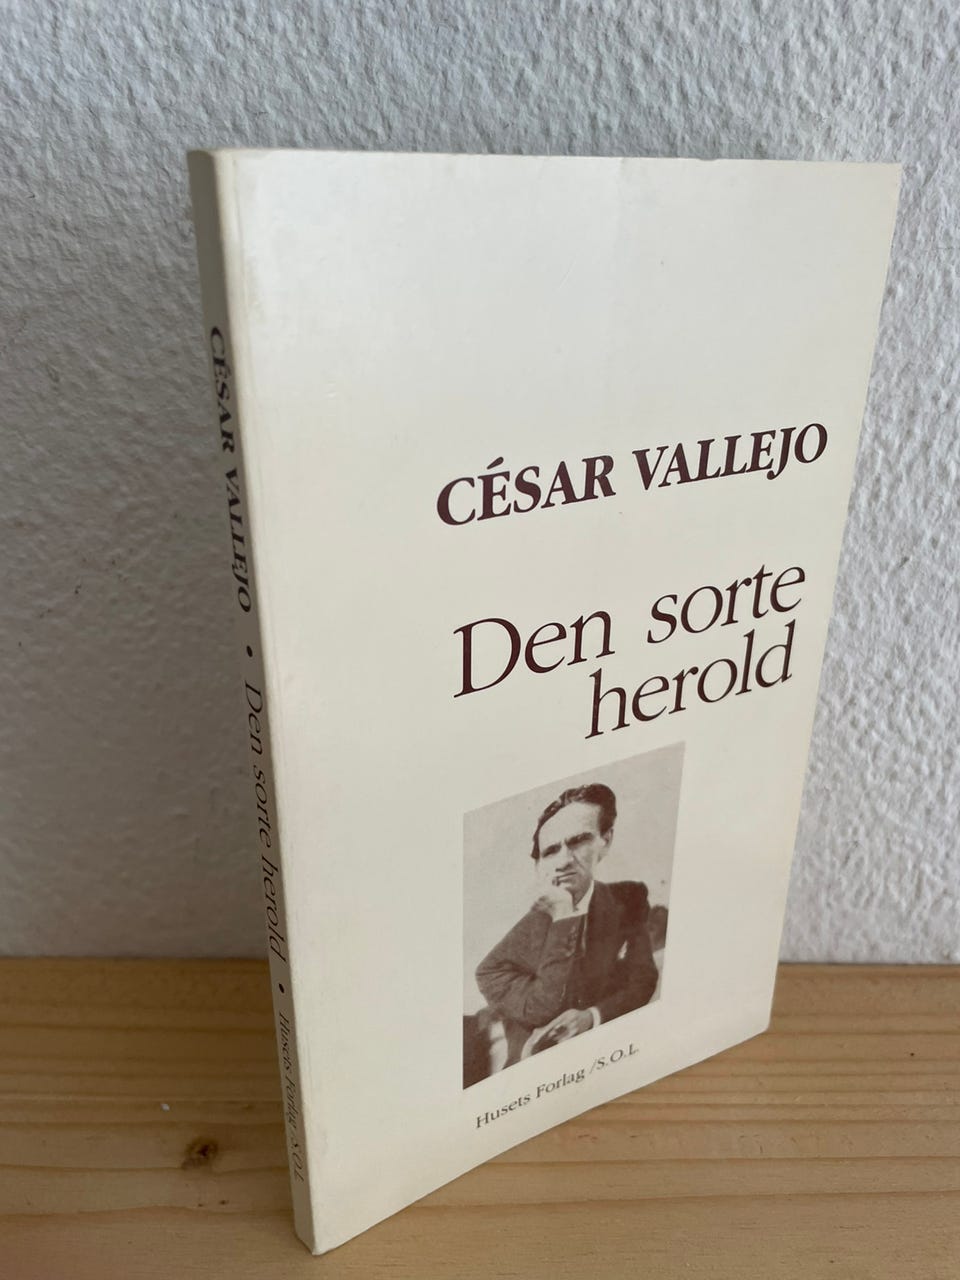 CÉSAR VALLEJO • Den sorte herold • Husets Forlag/S.O.L.
CÉSAR VALLEJO
Den sorte
herold
Husets Forlag /S.O.L.